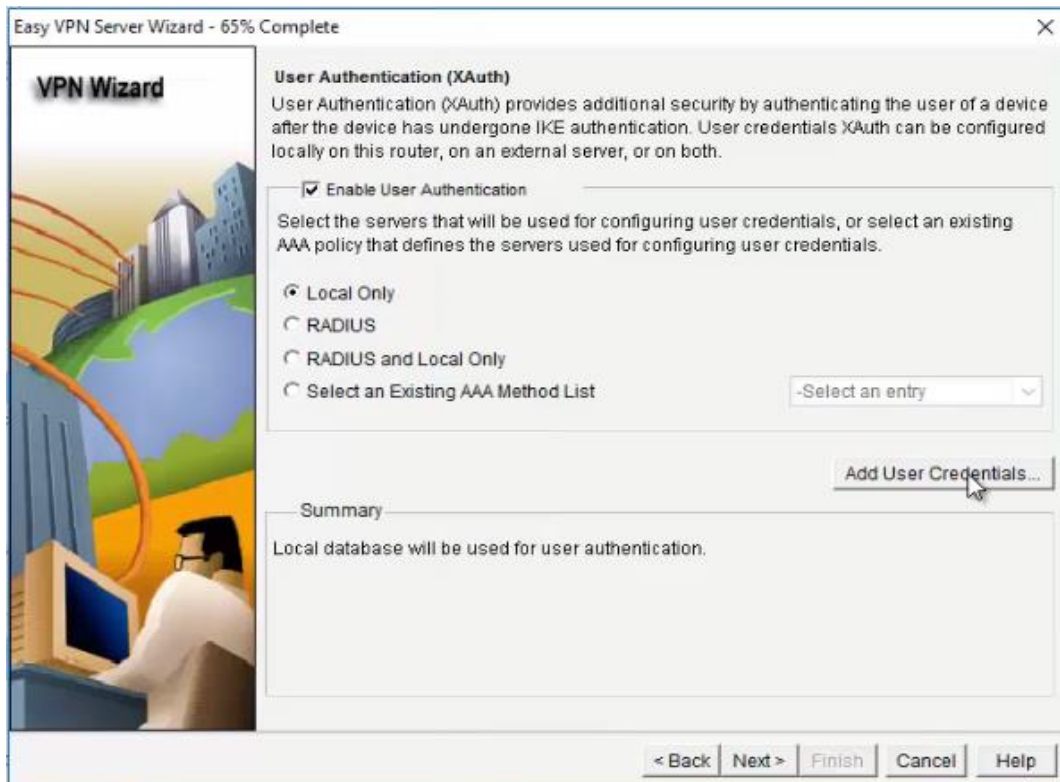 Easy VPN Server Wizard - 65% Complete
VPN Wizard
User Authentication (XAuth)
User Authentication (XAuth) provides additional security by authenticating the user of a device
after the device has undergone IKE authentication. User credentials XAuth can be configured
locally on this router, on an external server, or on both.
Enable User Authentication
Select the servers that will be used for configuring user credentials, or select an existing
AAA policy that defines the servers used for configuring user credentials.
Local Only
RADIUS
RADIUS and Local Only
Select an Existing AAA Method List
-Select an entry
Add User Credentials...
Summary
Local database will be used for user authentication.
< Back Next > Finish Cancel Help